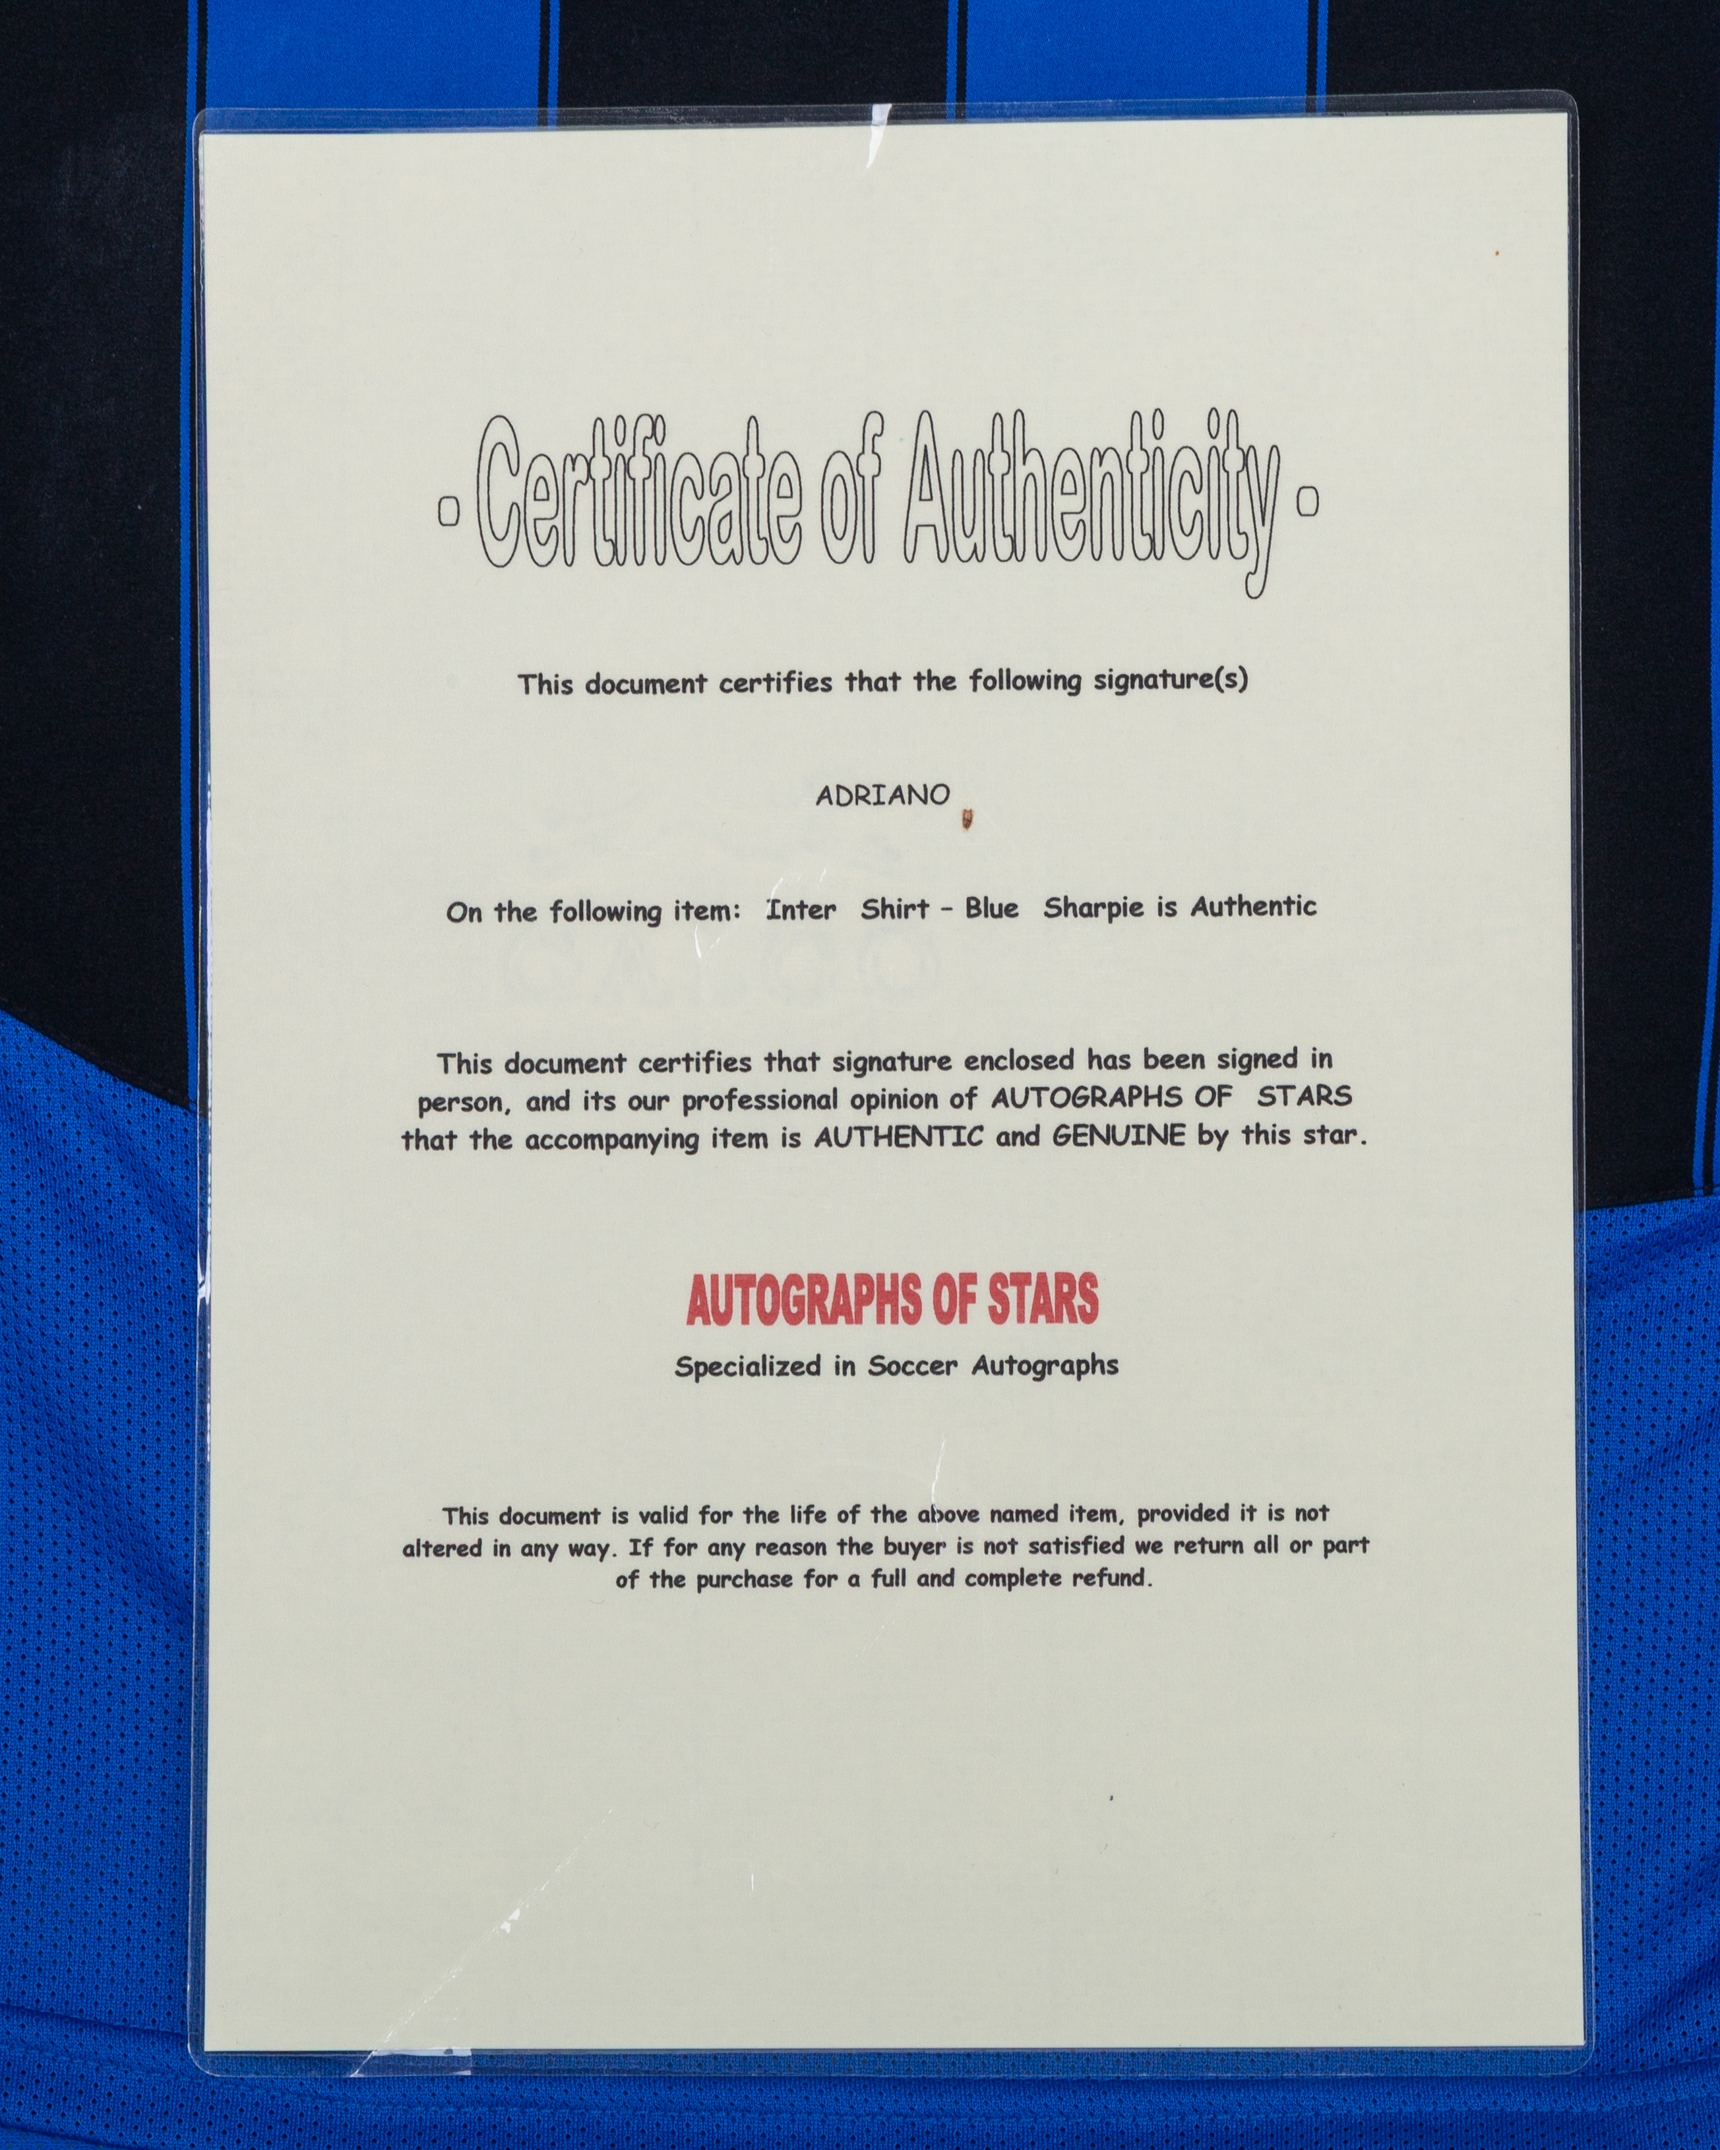 - Certificate of Authenticity -
This document certifies that the following signature(s)
ADRIANO
On the following item: Inter Shirt - Blue Sharpie is Authentic
This document certifies that signature enclosed has been signed in
person, and its our professional opinion of AUTOGRAPHS OF STARS
that the accompanying item is AUTHENTIC and GENUINE by this star.
AUTOGRAPHS OF STARS
Specialized in Soccer Autographs
This document is valid for the life of the above named item, provided it is not
altered in any way. If for any reason the buyer is not satisfied we return all or part
of the purchase for a full and complete refund.